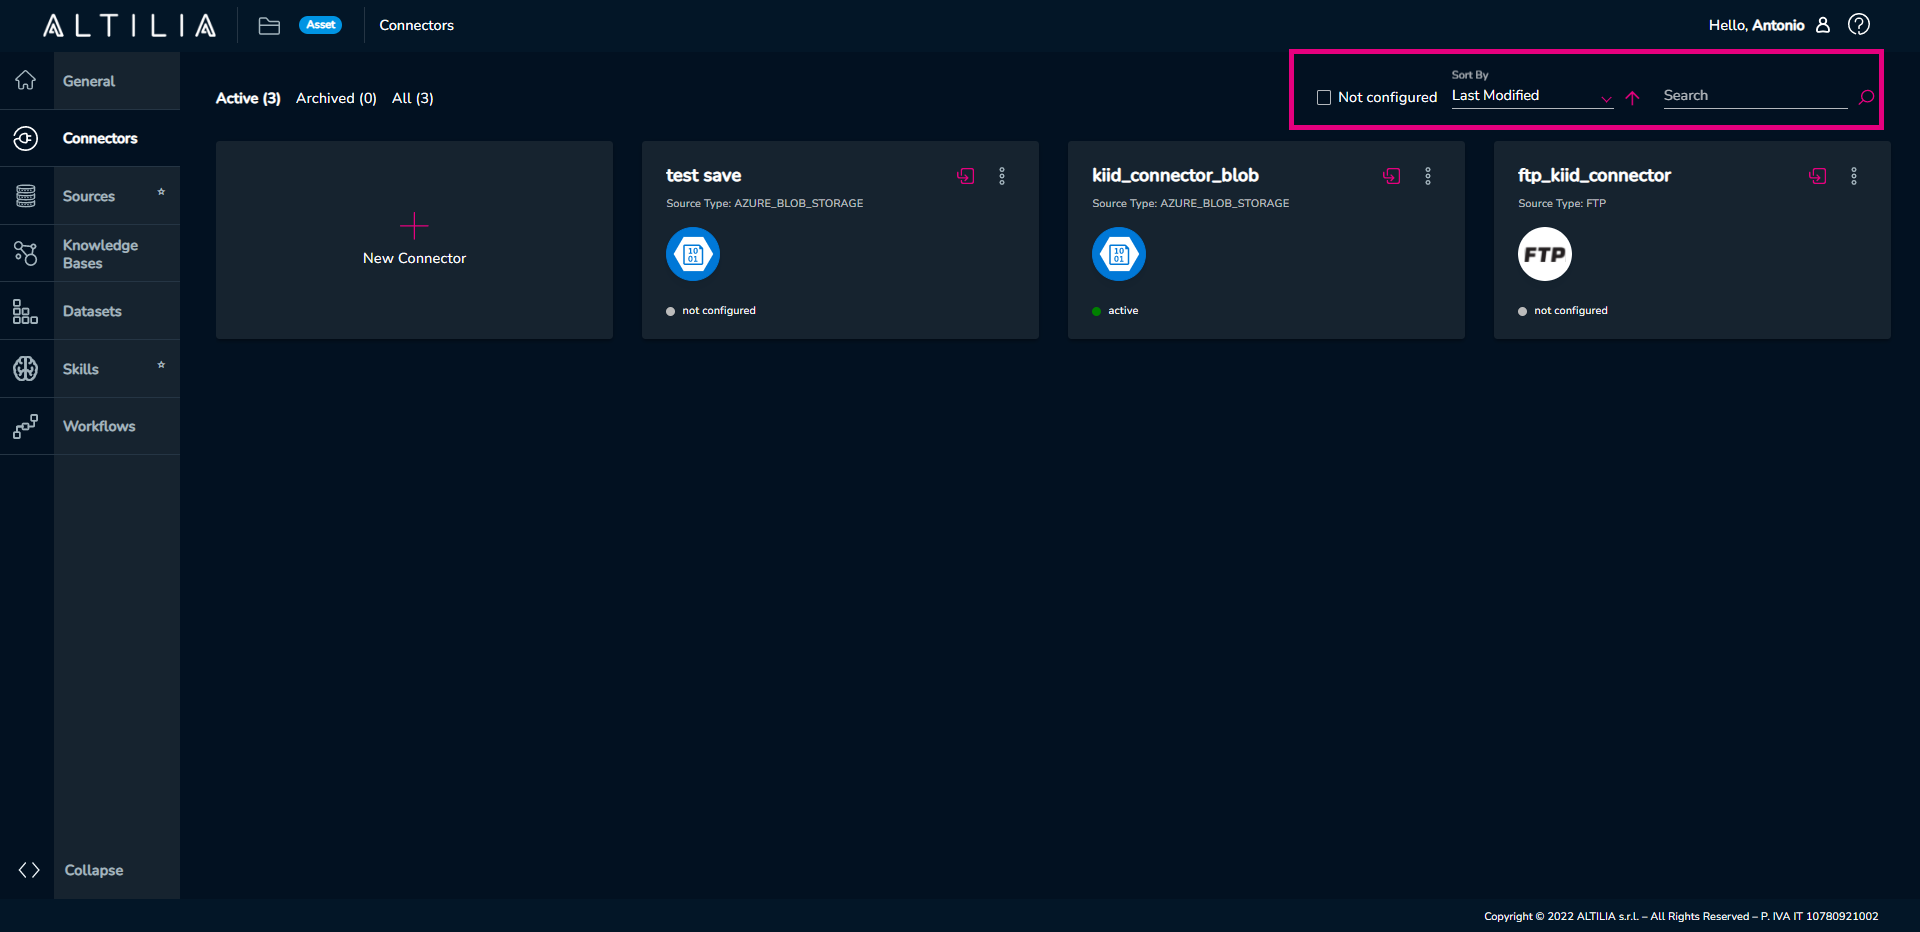 ALTILIA
Asset
Connectors
Hello, Antonio
General
Connectors
Sources
Knowledge
Bases
Datasets
Skills
Workflows
Collapse
Active (3) Archived (0) All (3)
Not configured
Sort By
Last Modified
Search
New Connector
test save
Source Type: AZURE_BLOB_STORAGE
10
01
not configured
kiid_connector_blob
Source Type: AZURE_BLOB_STORAGE
10
01
active
ftp_kiid_connector
Source Type: FTP
FTP
not configured
Copyright © 2022 ALTILIA s.r.l. – All Rights Reserved – P. IVA IT 10780921002